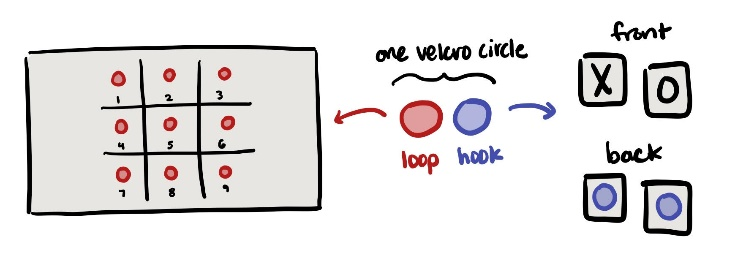 1 2 3
4 5 6
7 8 9
one velcro circle
loop hook
front
X O
back